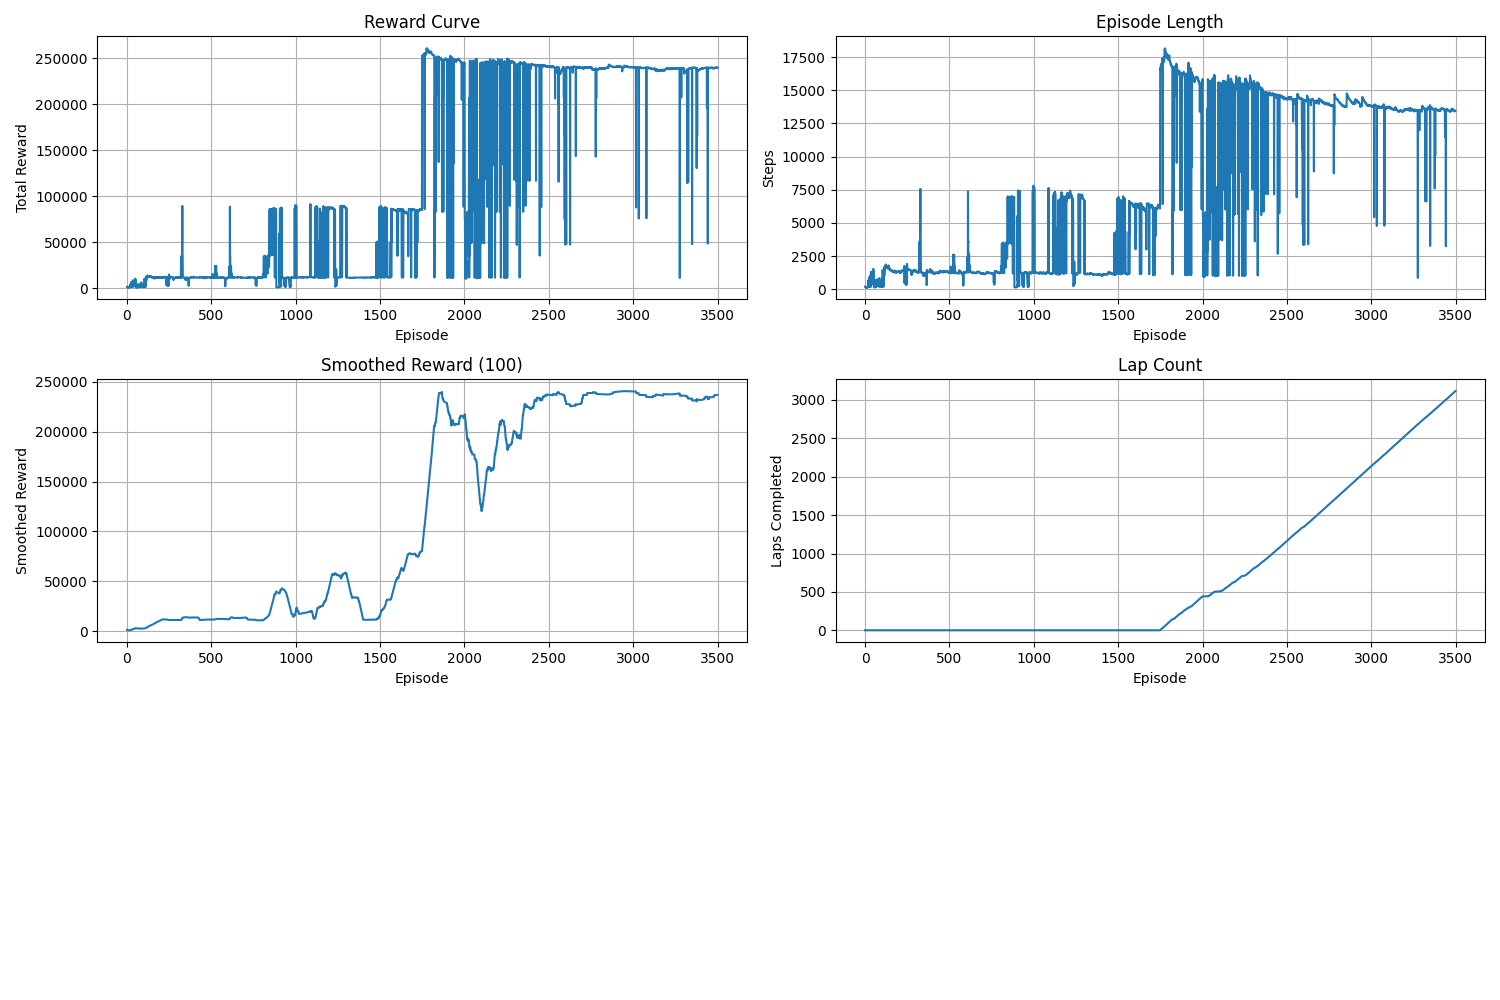 Reward Curve
Total Reward
250000
200000
150000
100000
50000
0
0 500 1000 1500 2000 2500 3000 3500
Episode
Episode Length
Steps
17500
15000
12500
10000
7500
5000
2500
0
0 500 1000 1500 2000 2500 3000 3500
Episode
Smoothed Reward (100)
Smoothed Reward
250000
200000
150000
100000
50000
0
0 500 1000 1500 2000 2500 3000 3500
Episode
Lap Count
Laps Completed
3000
2500
2000
1500
1000
500
0
0 500 1000 1500 2000 2500 3000 3500
Episode